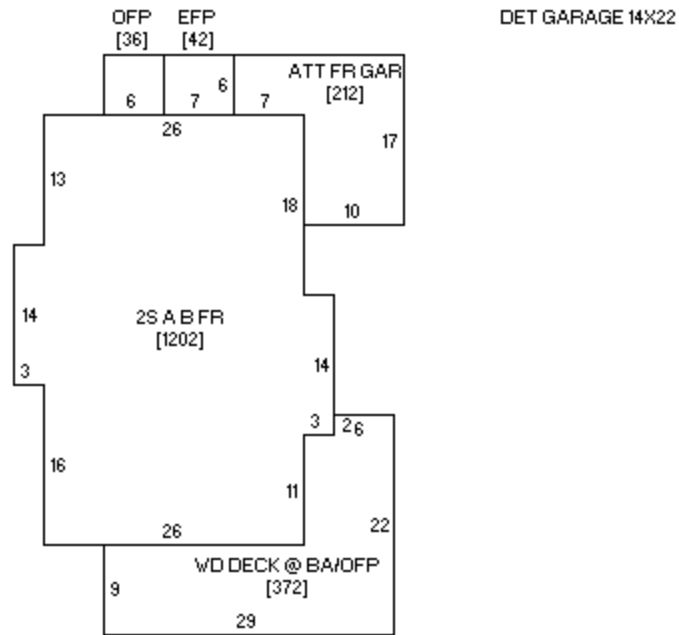 OFP EFP DET GARAGE 14X22
[36] [42]
ATT FR GAR
[212]
6 7 6 7
26
17
13
18 10
14
2S A B FR
[1202]
14
3
3 2 6
16
11
22
26
WD DECK @ BA/OFP
[372]
9
29